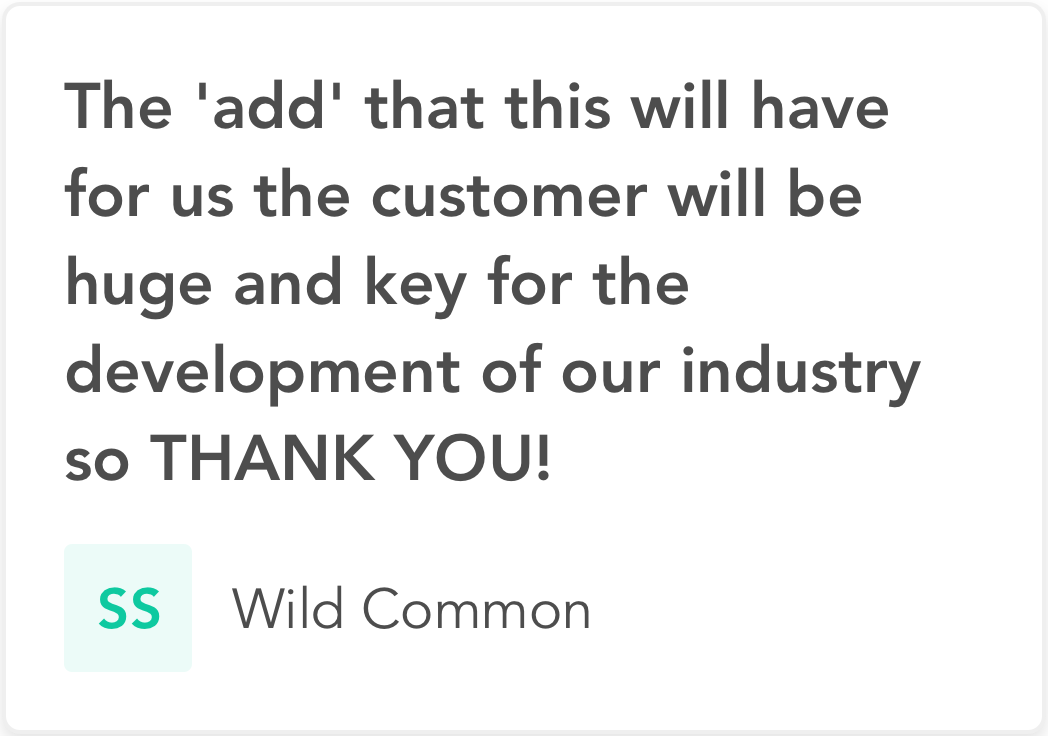 The 'add' that this will have
for us the customer will be
huge and key for the
development of our industry
so THANK YOU!
SS
Wild Common